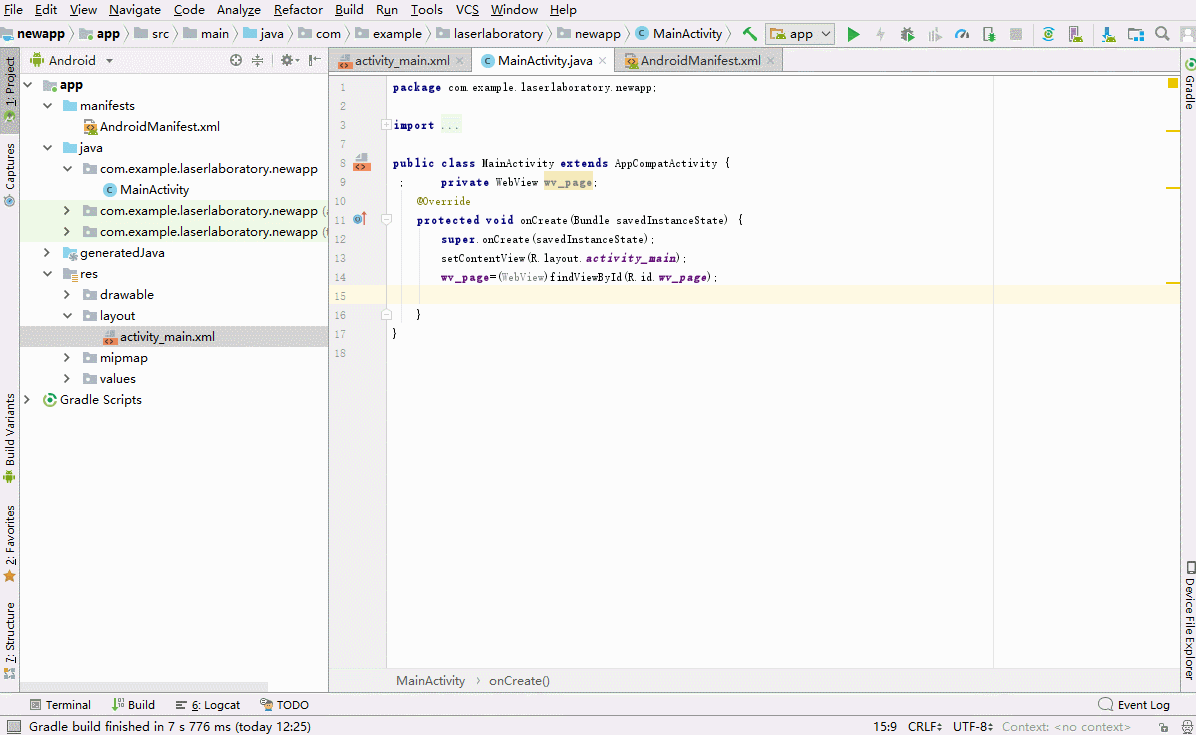 File Edit View Navigate Code Analyze Refactor Build Run Tools VCS Window Help
newapp app src main java com example laserlaboratory newapp MainActivity app
1: Project
Captures
Build Variants
2: Favorites
7: Structure
Android
app
manifests
AndroidManifest.xml
java
com.example.laserlaboratory.newapp
MainActivity
com.example.laserlaboratory.newapp (a
com.example.laserlaboratory.newapp (t
generatedJava
res
drawable
layout
activity_main.xml
mipmap
values
Gradle Scripts
activity_main.xml MainActivity.java AndroidManifest.xml
1 package com.example.laserlaboratory.newapp;
2
3 import ...
7
8 public class MainActivity extends AppCompatActivity {
9 ; private WebView wv_page;
10 @Override
11 protected void onCreate(Bundle savedInstanceState) {
12 super.onCreate(savedInstanceState);
13 setContentView(R.layout.activity_main);
14 wv_page=(WebView)findViewById(R.id.wv_page);
15
16 }
17 }
18
MainActivity › onCreate()
Gradle
Device File Explorer
Terminal Build 6: Logcat TODO Event Log
Gradle build finished in 7 s 776 ms (today 12:25) 15:9 CRLF UTF-8 Context: <no context>